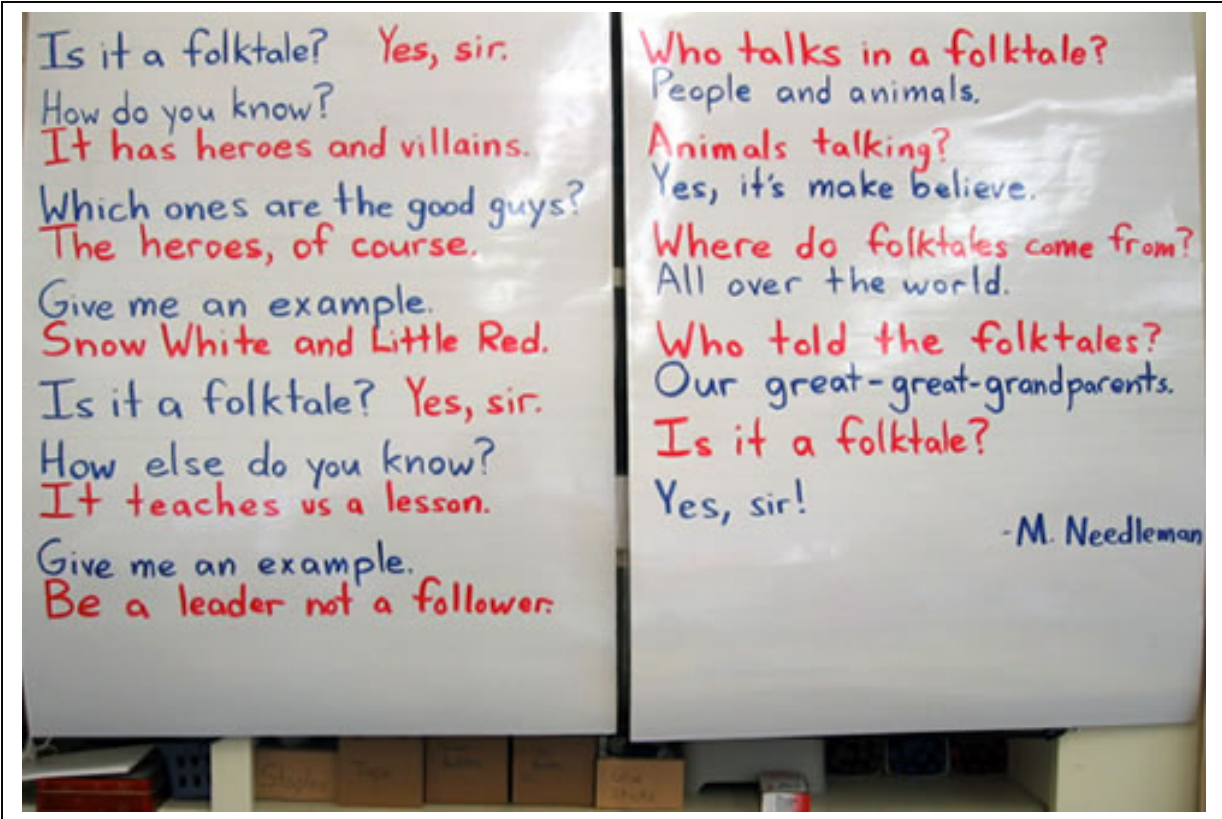 Is it a folktale? Yes, sir.
How do you know?
It has heroes and villains.
Which ones are the good guys?
The heroes, of course.
Give me an example.
Snow White and Little Red.
Is it a folktale? Yes, sir.
How else do you know?
It teaches us a lesson.
Give me an example.
Be a leader not a follower.
Who talks in a folktale?
People and animals.
Animals talking?
Yes, it's make believe.
Where do folktales come from?
All over the world.
Who told the folktales?
Our great-great-grandparents.
Is it a folktale?
Yes, sir!
-M. Needleman
Staples
Tape